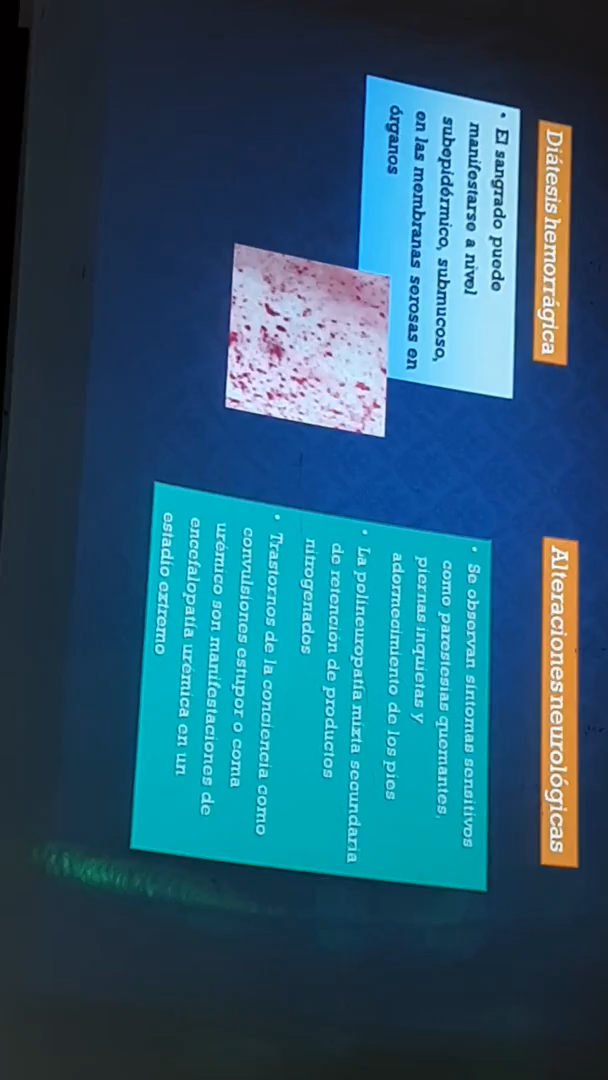 Diátesis hemorrágica
• El sangrado puede
manifestarse a nivel
subepidérmico, submucoso,
en las membranas serosas en
órganos
Alteraciones neurológicas
• Se observan síntomas sensitivos
como parestesias quemantes,
piernas inquietas y
adormecimiento de los pies
• La polineuropatía mixta secundaria
de retención de productos
nitrogenados
• Trastornos de la conciencia como
convulsiones estupor o coma
urémico son manifestaciones de
encefalopatía urémica en un
estadio extremo